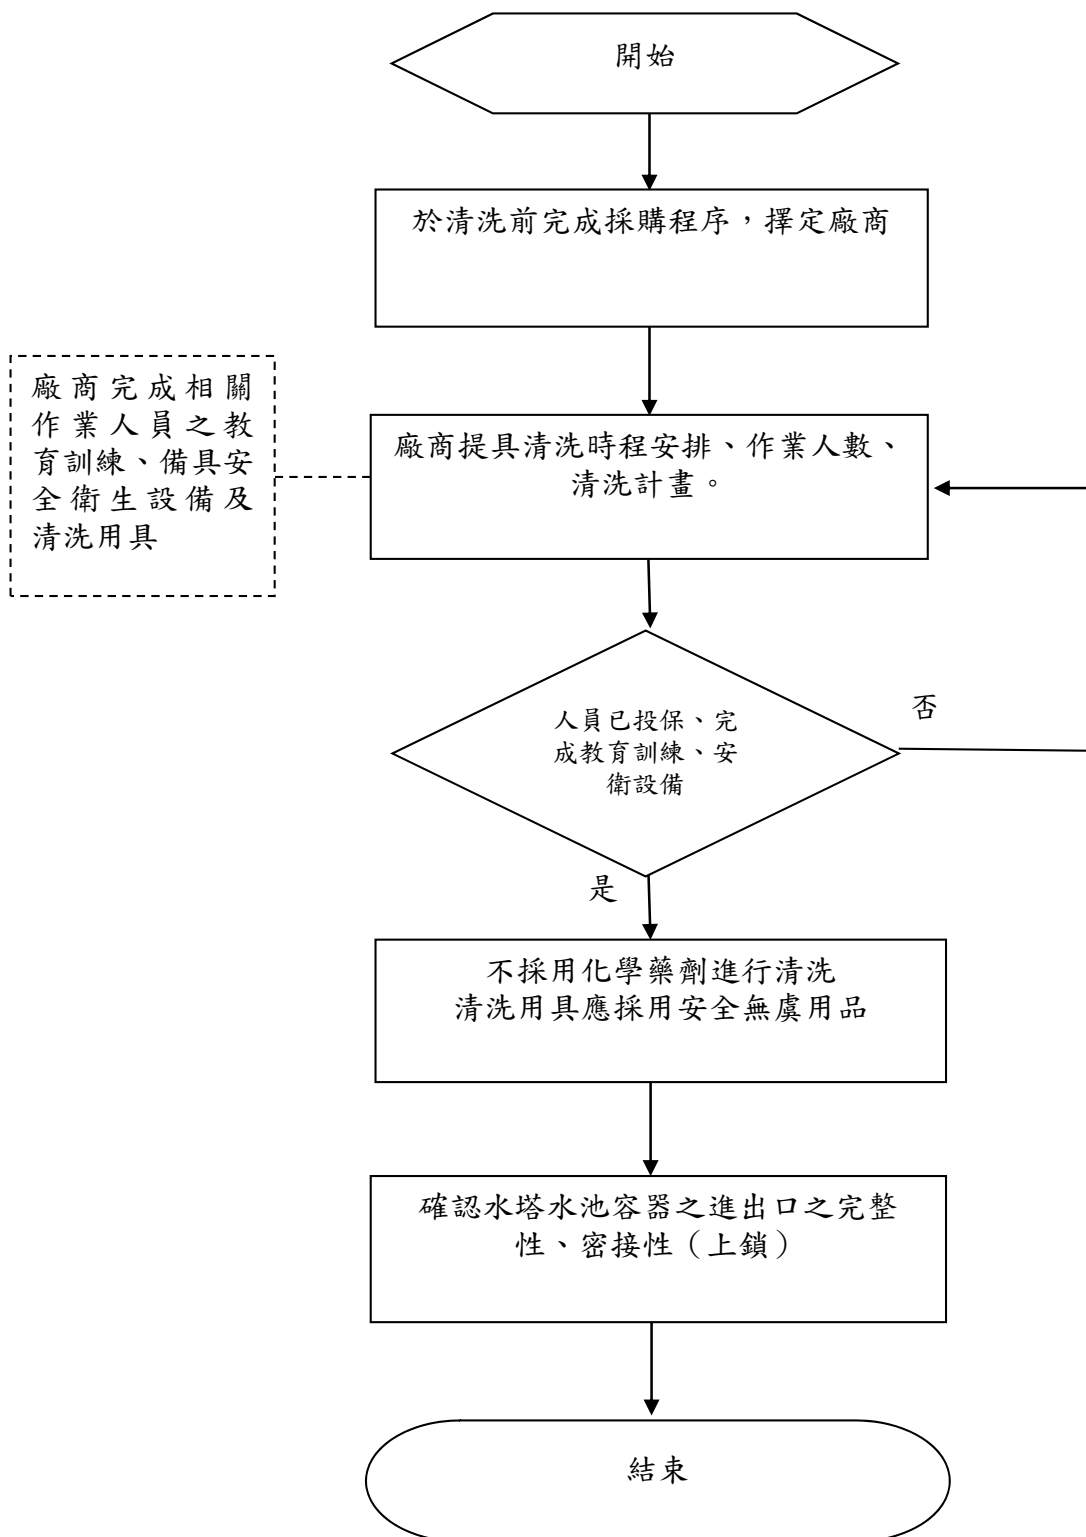 開始
於清洗前完成採購程序，擇定廠商
廠商完成相關
作業人員之教
育訓練、備具安
全衛生設備及
清洗用具
廠商提具清洗時程安排、作業人數、
清洗計畫。
人員已投保、完
成教育訓練、安
衛設備
否
是
不採用化學藥劑進行清洗
清洗用具應採用安全無虞用品
確認水塔水池容器之進出口之完整
性、密接性（上鎖）
結束